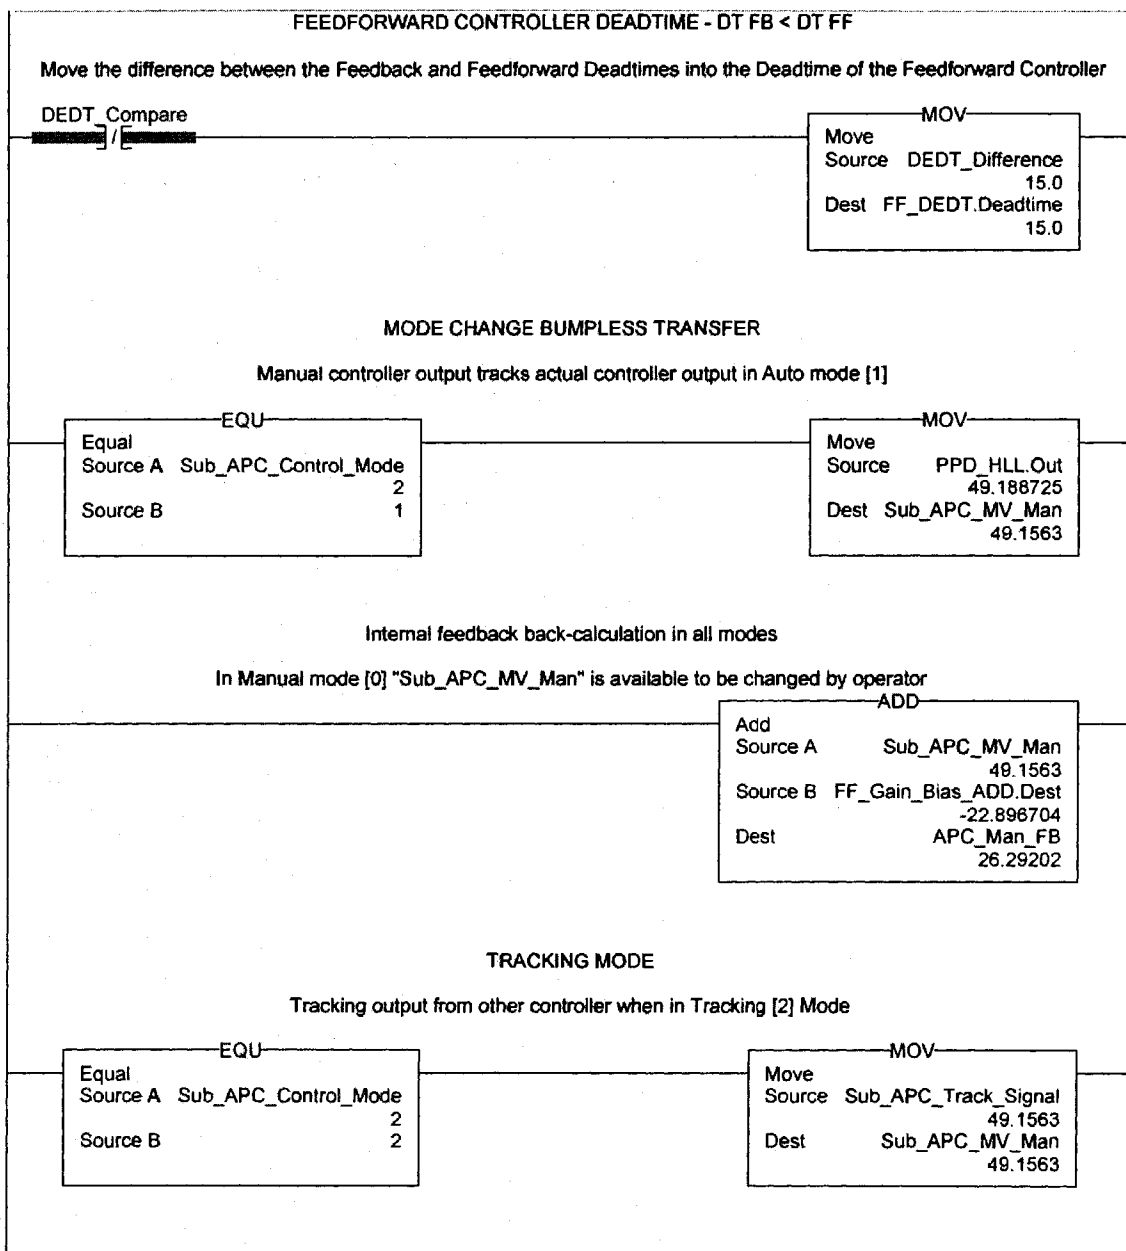 FEEDFORWARD CONTROLLER DEADTIME - DT FB < DT FF
Move the difference between the Feedback and Feedforward Deadtimes into the Deadtime of the Feedforward Controller
DEDT_Compare
/
MOV
Move
Source DEDT_Difference
15.0
Dest FF_DEDT.Deadtime
15.0
MODE CHANGE BUMPLESS TRANSFER
Manual controller output tracks actual controller output in Auto mode [1]
EQU
Equal
Source A Sub_APC_Control_Mode
2
Source B 1
MOV
Move
Source PPD_HLL.Out
49.188725
Dest Sub_APC_MV_Man
49.1563
Internal feedback back-calculation in all modes
In Manual mode [0] "Sub_APC_MV_Man" is available to be changed by operator
ADD
Add
Source A Sub_APC_MV_Man
49.1563
Source B FF_Gain_Bias_ADD.Dest
-22.896704
Dest APC_Man_FB
26.29202
TRACKING MODE
Tracking output from other controller when in Tracking [2] Mode
EQU
Equal
Source A Sub_APC_Control_Mode
2
Source B 2
MOV
Move
Source Sub_APC_Track_Signal
49.1563
Dest Sub_APC_MV_Man
49.1563